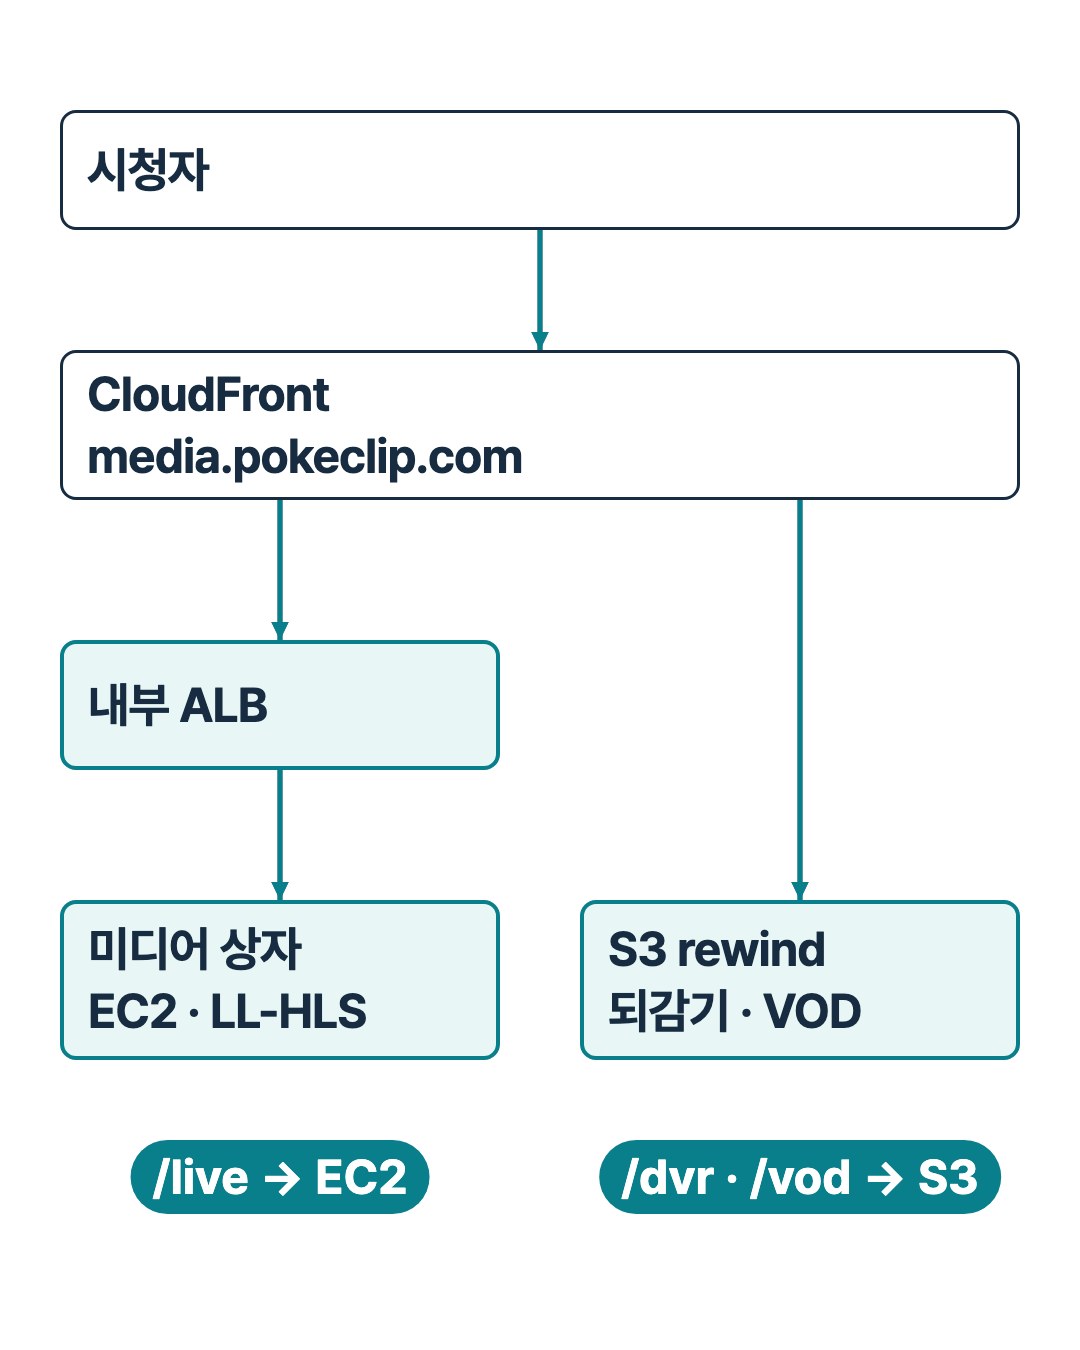 시청자
CloudFront
media.pokeclip.com
내부 ALB
미디어 상자
EC2 · LL-HLS
S3 rewind
되감기 · VOD
/live → EC2
/dvr · /vod → S3